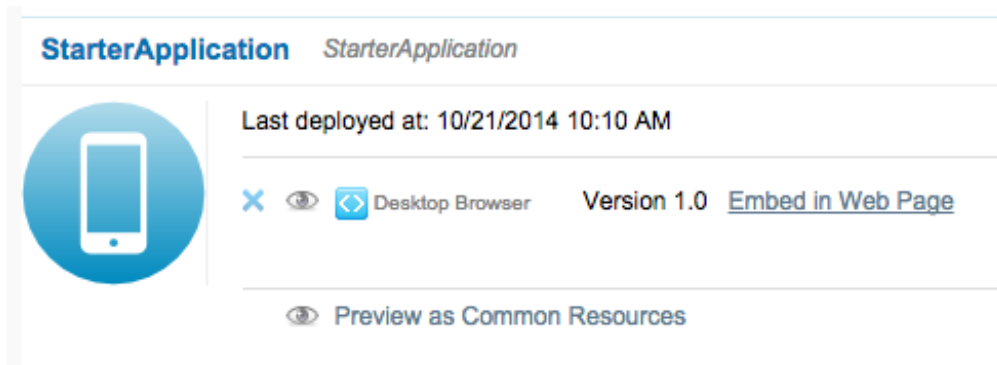 StarterApplication StarterApplication
Last deployed at: 10/21/2014 10:10 AM
Desktop Browser Version 1.0 Embed in Web Page
Preview as Common Resources